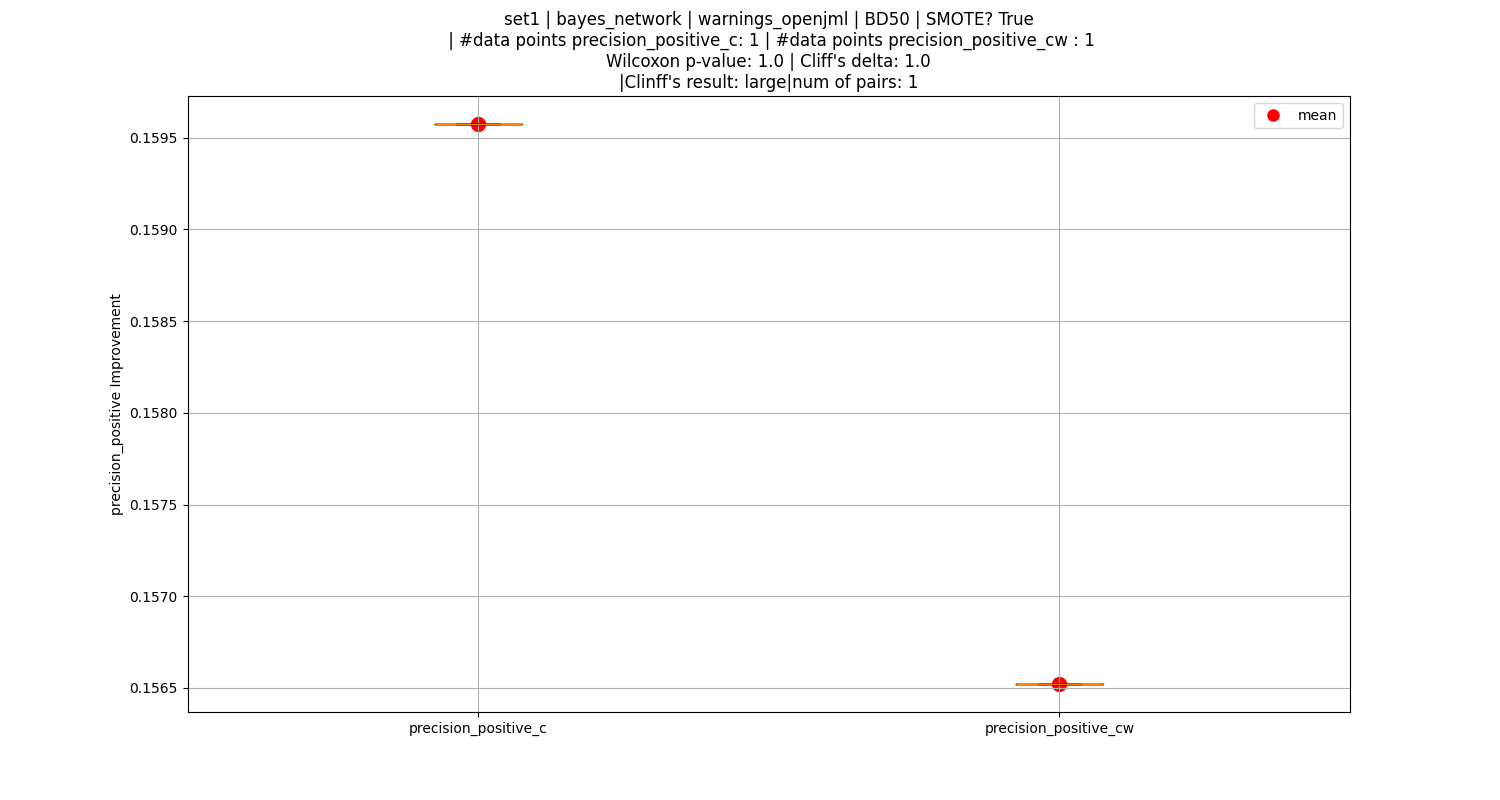 set1 | bayes_network | warnings_openjml | BD50 | SMOTE? True
| #data points precision_positive_c: 1 | #data points precision_positive_cw : 1
Wilcoxon p-value: 1.0 | Cliff's delta: 1.0
|Clinff's result: large|num of pairs: 1
mean
0.1595
0.1590
0.1585
0.1580
0.1575
0.1570
0.1565
precision_positive Improvement
precision_positive_c
precision_positive_cw